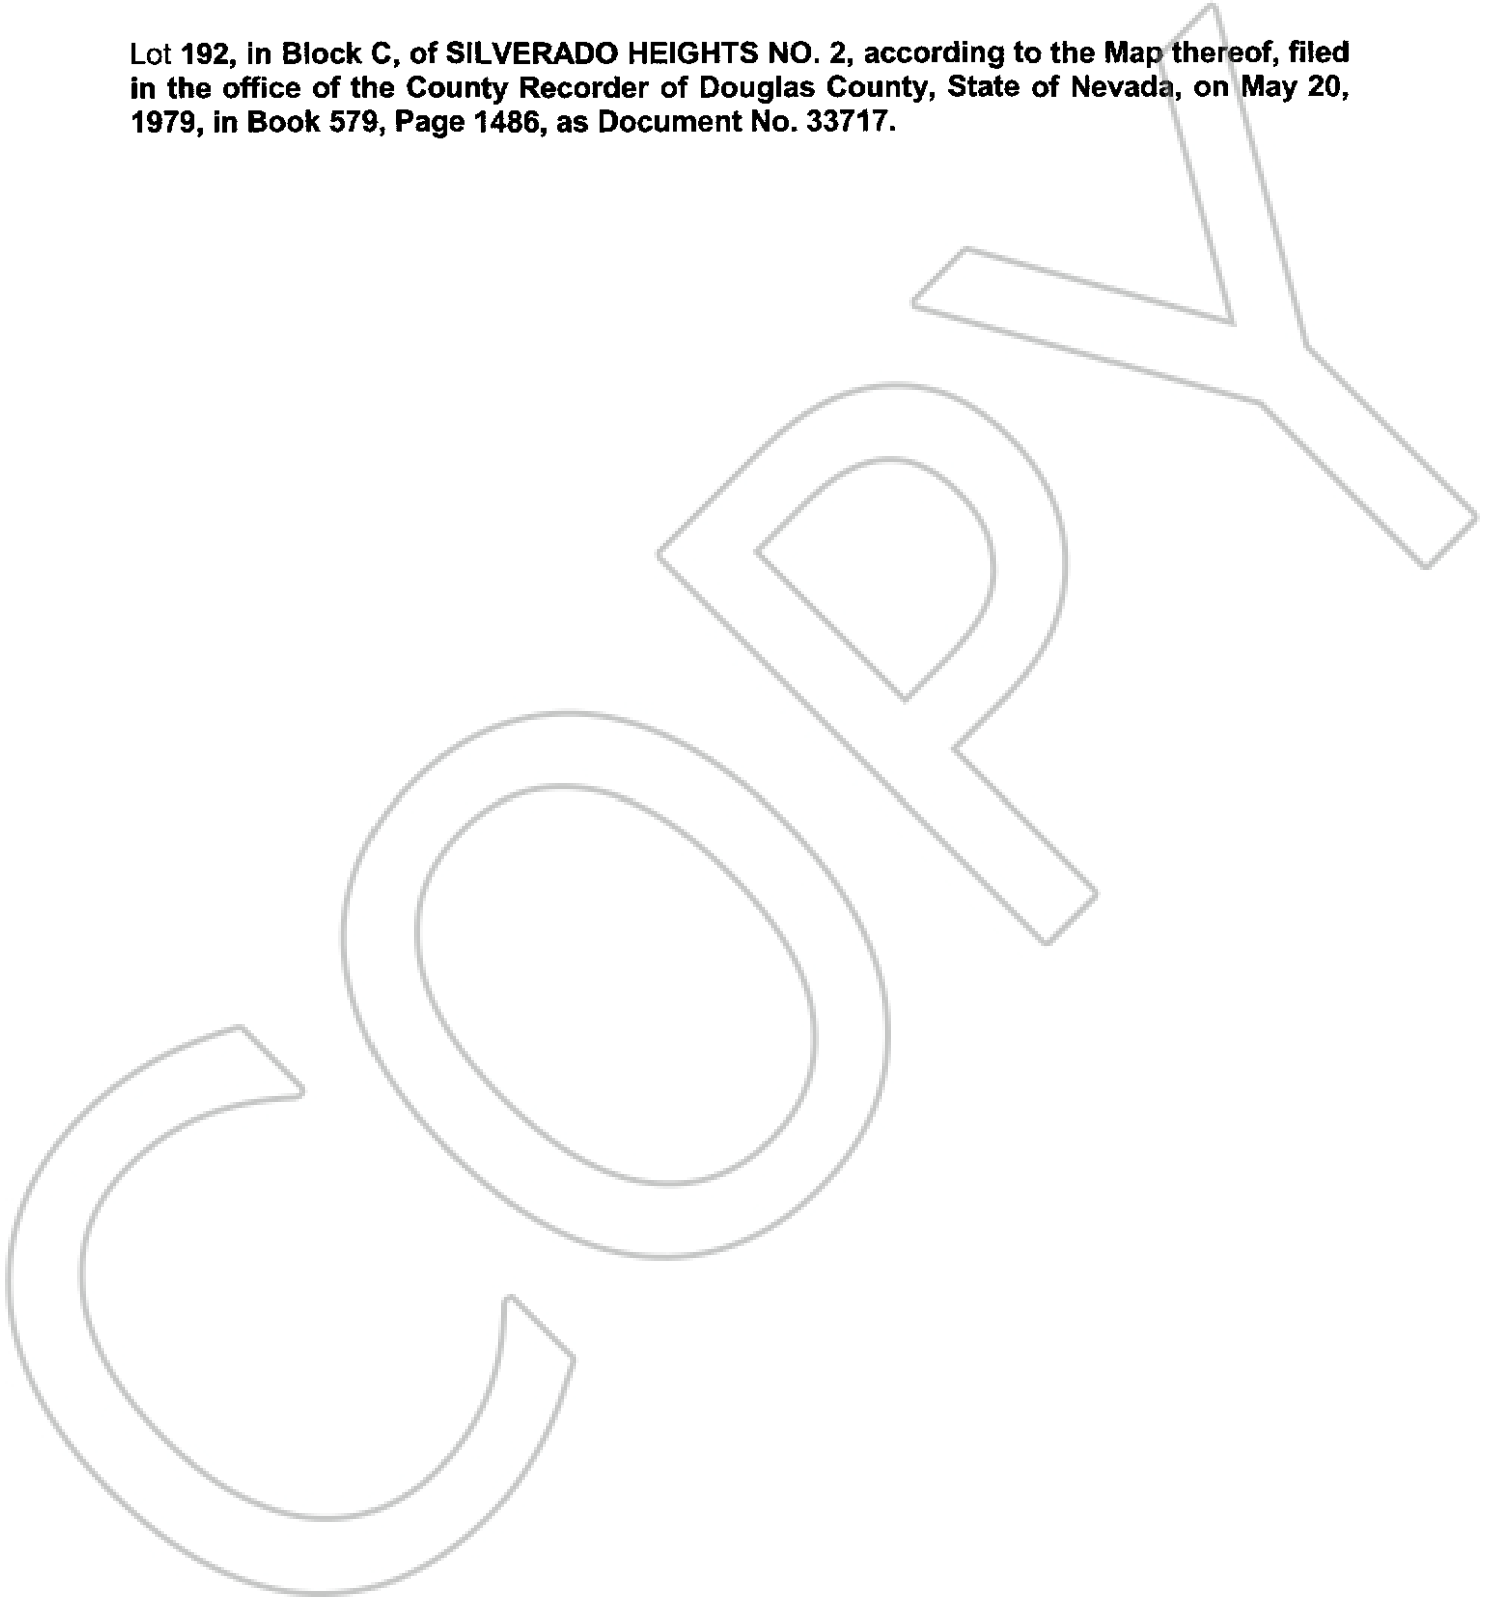 Lot 192, in Block C, of SILVERADO HEIGHTS NO. 2, according to the Map thereof, filed
in the office of the County Recorder of Douglas County, State of Nevada, on May 20,
1979, in Book 579, Page 1486, as Document No. 33717.
COPY